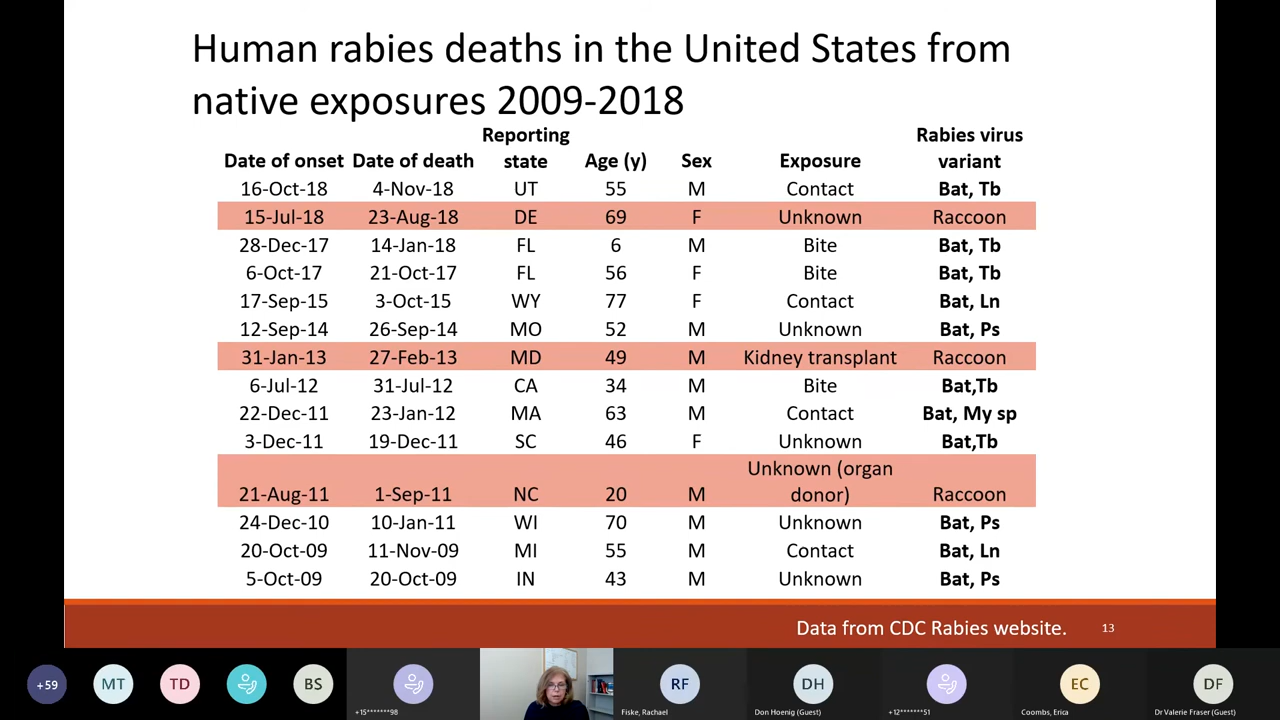 Human rabies deaths in the United States from
native exposures 2009-2018
Date of onset Date of death Reporting state Age (y) Sex Exposure Rabies virus variant
16-Oct-18 4-Nov-18 UT 55 M Contact Bat, Tb
15-Jul-18 23-Aug-18 DE 69 F Unknown Raccoon
28-Dec-17 14-Jan-18 FL 6 M Bite Bat, Tb
6-Oct-17 21-Oct-17 FL 56 F Bite Bat, Tb
17-Sep-15 3-Oct-15 WY 77 F Contact Bat, Ln
12-Sep-14 26-Sep-14 MO 52 M Unknown Bat, Ps
31-Jan-13 27-Feb-13 MD 49 M Kidney transplant Raccoon
6-Jul-12 31-Jul-12 CA 34 M Bite Bat,Tb
22-Dec-11 23-Jan-12 MA 63 M Contact Bat, My sp
3-Dec-11 19-Dec-11 SC 46 F Unknown Bat,Tb
21-Aug-11 1-Sep-11 NC 20 M Unknown (organ donor) Raccoon
24-Dec-10 10-Jan-11 WI 70 M Unknown Bat, Ps
20-Oct-09 11-Nov-09 MI 55 M Contact Bat, Ln
5-Oct-09 20-Oct-09 IN 43 M Unknown Bat, Ps
Data from CDC Rabies website. 13
+59 MT TD BS RF DH EC DF
+15*******98 Fiske, Rachael Don Hoenig (Guest) +12*******51 Coombs, Erica Dr Valerie Fraser (Guest)